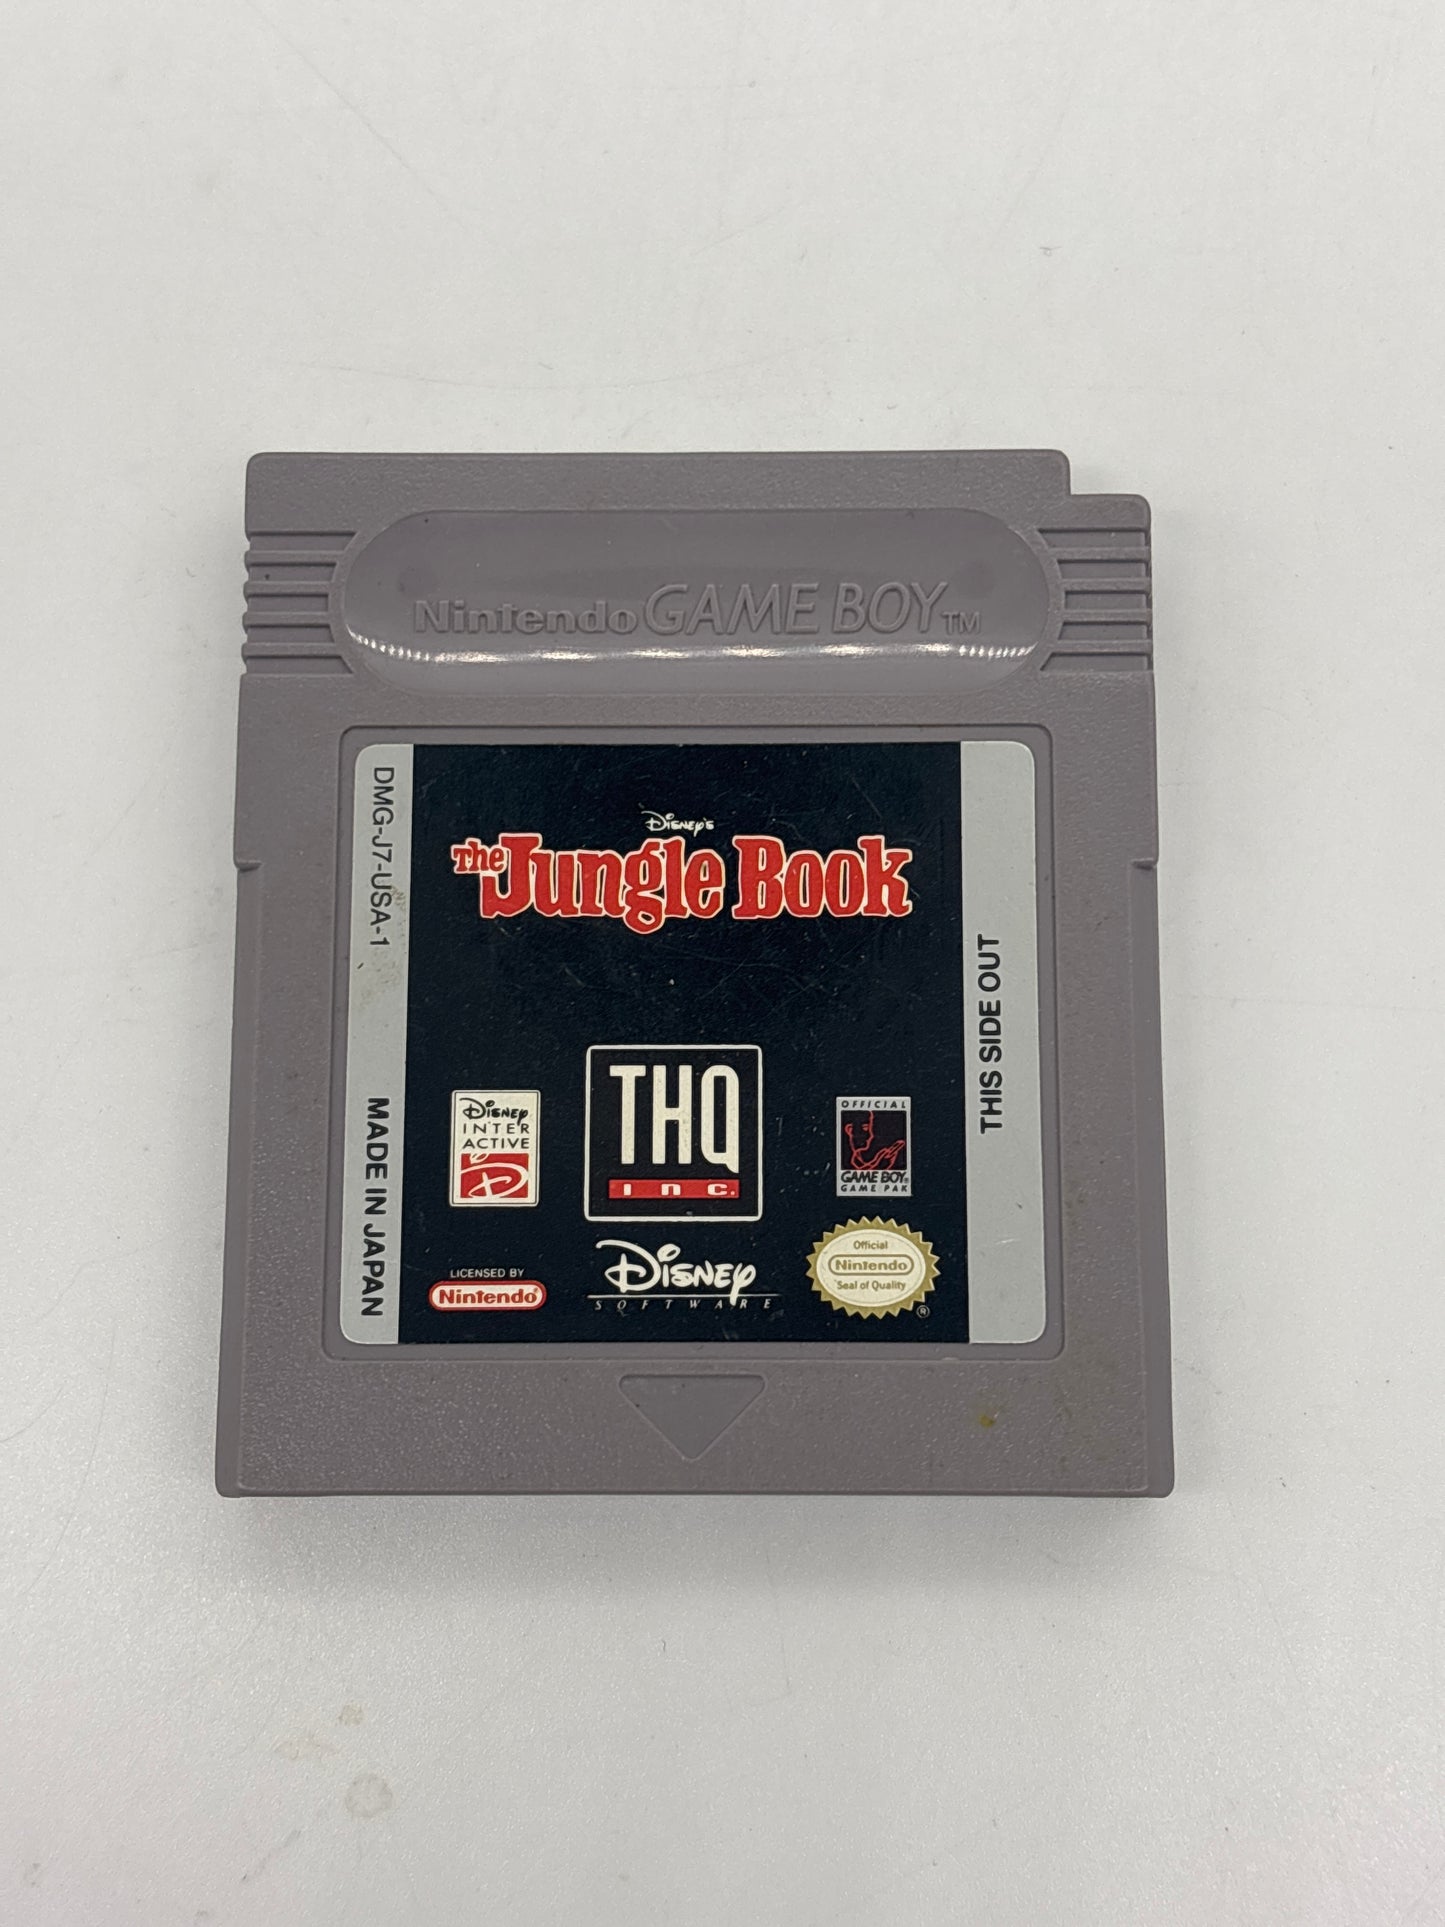 Nintendo GAME BOY TM
DMG-J7-USA-1
MADE IN JAPAN
Disney's
The Jungle Book
THIS SIDE OUT
Disney
INTER
ACTIVE
D
THQ
INC.
OFFICIAL
GAME BOY®
GAME PAK
LICENSED BY
Nintendo®
Disney
SOFTWARE
Official
Nintendo
Seal of Quality
®